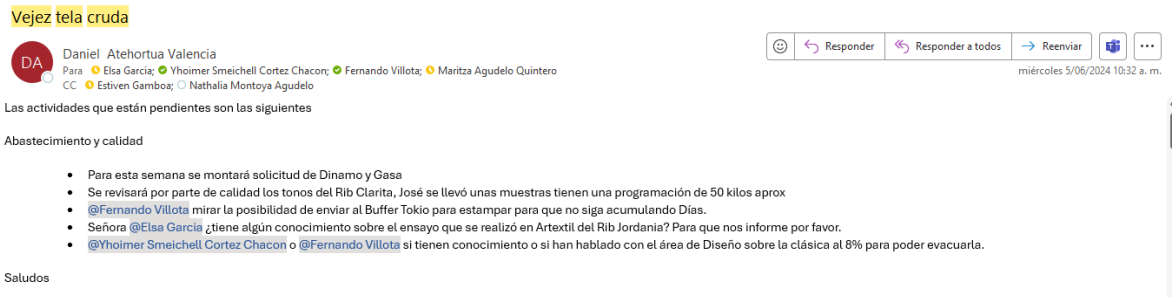 Vejez tela cruda
DA
Daniel Atehortua Valencia
Responder
Responder a todos
Reenviar
Para Elsa Garcia; Yhoimer Smeichell Cortez Chacon; Fernando Villota; Maritza Agudelo Quintero
miércoles 5/06/2024 10:32 a. m.
CC Estiven Gamboa; Nathalia Montoya Agudelo
Las actividades que están pendientes son las siguientes
Abastecimiento y calidad
• Para esta semana se montará solicitud de Dinamo y Gasa
• Se revisará por parte de calidad los tonos del Rib Clarita, José se llevó unas muestras tienen una programación de 50 kilos aprox
• @Fernando Villota mirar la posibilidad de enviar al Buffer Tokio para estampar para que no siga acumulando Días.
• Señora @Elsa Garcia ¿tiene algún conocimiento sobre el ensayo que se realizó en Artextil del Rib Jordania? Para que nos informe por favor.
• @Yhoimer Smeichell Cortez Chacon o @Fernando Villota si tienen conocimiento o si han hablado con el área de Diseño sobre la clásica al 8% para poder evacuarla.
Saludos